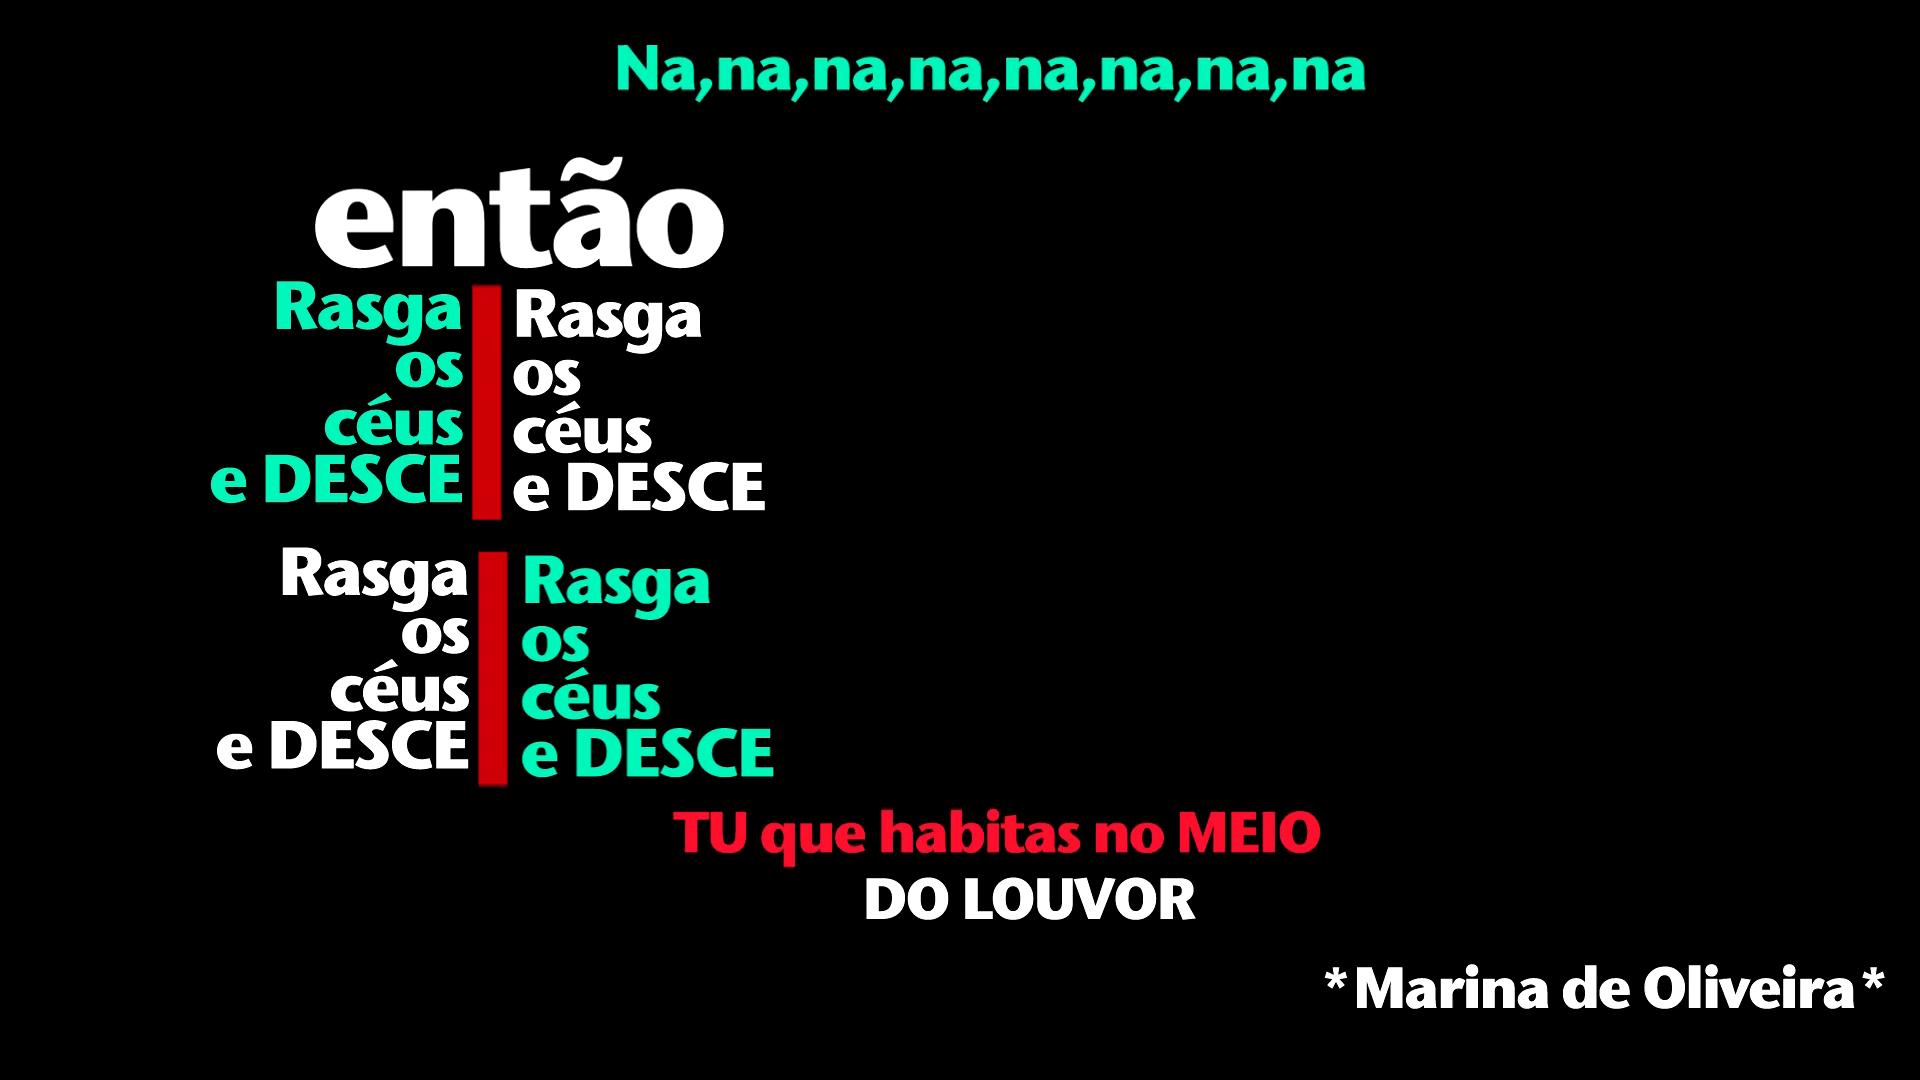 Na,na,na,na,na,na,na,na
então
Rasga
os
céus
e DESCE
Rasga
os
céus
e DESCE
Rasga
os
céus
e DESCE
Rasga
os
céus
e DESCE
TU que habitas no MEIO
DO LOUVOR
*Marina de Oliveira*